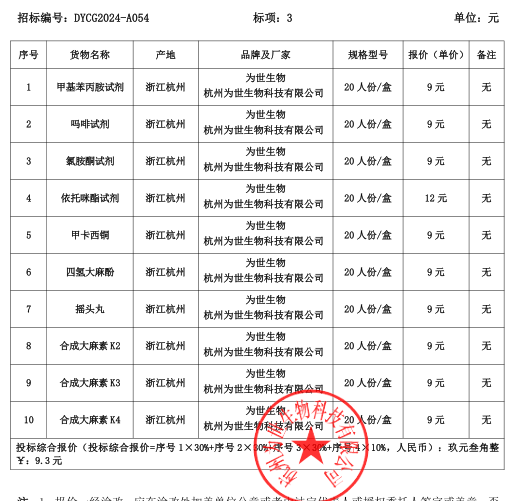 招标编号：DYCG2024-A054 标项：3 单位：元
序号 货物名称 产地 品牌及厂家 规格型号 报价（单价） 备注
1 甲基苯丙胺试剂 浙江杭州 为世生物 杭州为世生物科技有限公司 20人份/盒 9元 无
2 吗啡试剂 浙江杭州 为世生物 杭州为世生物科技有限公司 20人份/盒 9元 无
3 氯胺酮试剂 浙江杭州 为世生物 杭州为世生物科技有限公司 20人份/盒 9元 无
4 依托咪酯试剂 浙江杭州 为世生物 杭州为世生物科技有限公司 20人份/盒 12元 无
5 甲卡西铜 浙江杭州 为世生物 杭州为世生物科技有限公司 20人份/盒 9元 无
6 四氢大麻酚 浙江杭州 为世生物 杭州为世生物科技有限公司 20人份/盒 9元 无
7 摇头丸 浙江杭州 为世生物 杭州为世生物科技有限公司 20人份/盒 9元 无
8 合成大麻素K2 浙江杭州 为世生物 杭州为世生物科技有限公司 20人份/盒 9元 无
9 合成大麻素K3 浙江杭州 为世生物 杭州为世生物科技有限公司 20人份/盒 9元 无
10 合成大麻素K4 浙江杭州 为世生物 杭州为世生物科技有限公司 20人份/盒 9元 无
投标综合报价（投标综合报价=序号1×30%+序号2×30%+序号3×30%+序号4×10%，人民币）：玖元叁角整
¥：9.3元
杭州为世生物科技有限公司